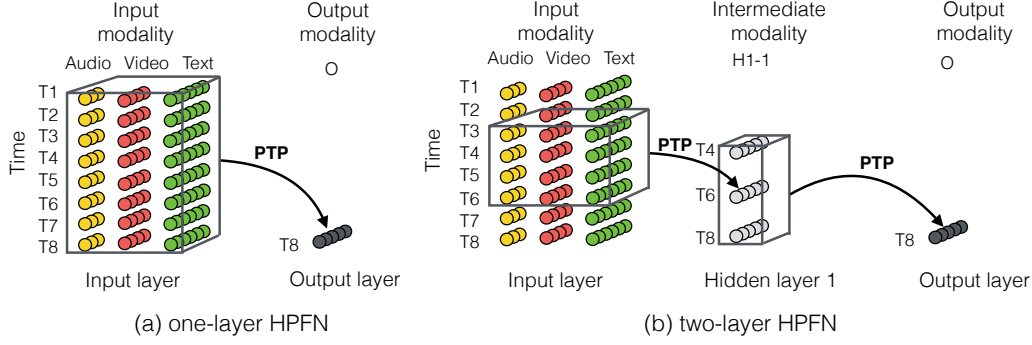 Input
modality
Output
modality
Audio Video Text
O
Time
T1
T2
T3
T4
T5
T6
T7
T8
PTP
T8
Input layer
Output layer
(a) one-layer HPFN
Input
modality
Intermediate
modality
Output
modality
Audio Video Text
H1-1
O
Time
T1
T2
T3
T4
T5
T6
T7
T8
PTP
T4
T6
T8
PTP
T8
Input layer
Hidden layer 1
Output layer
(b) two-layer HPFN